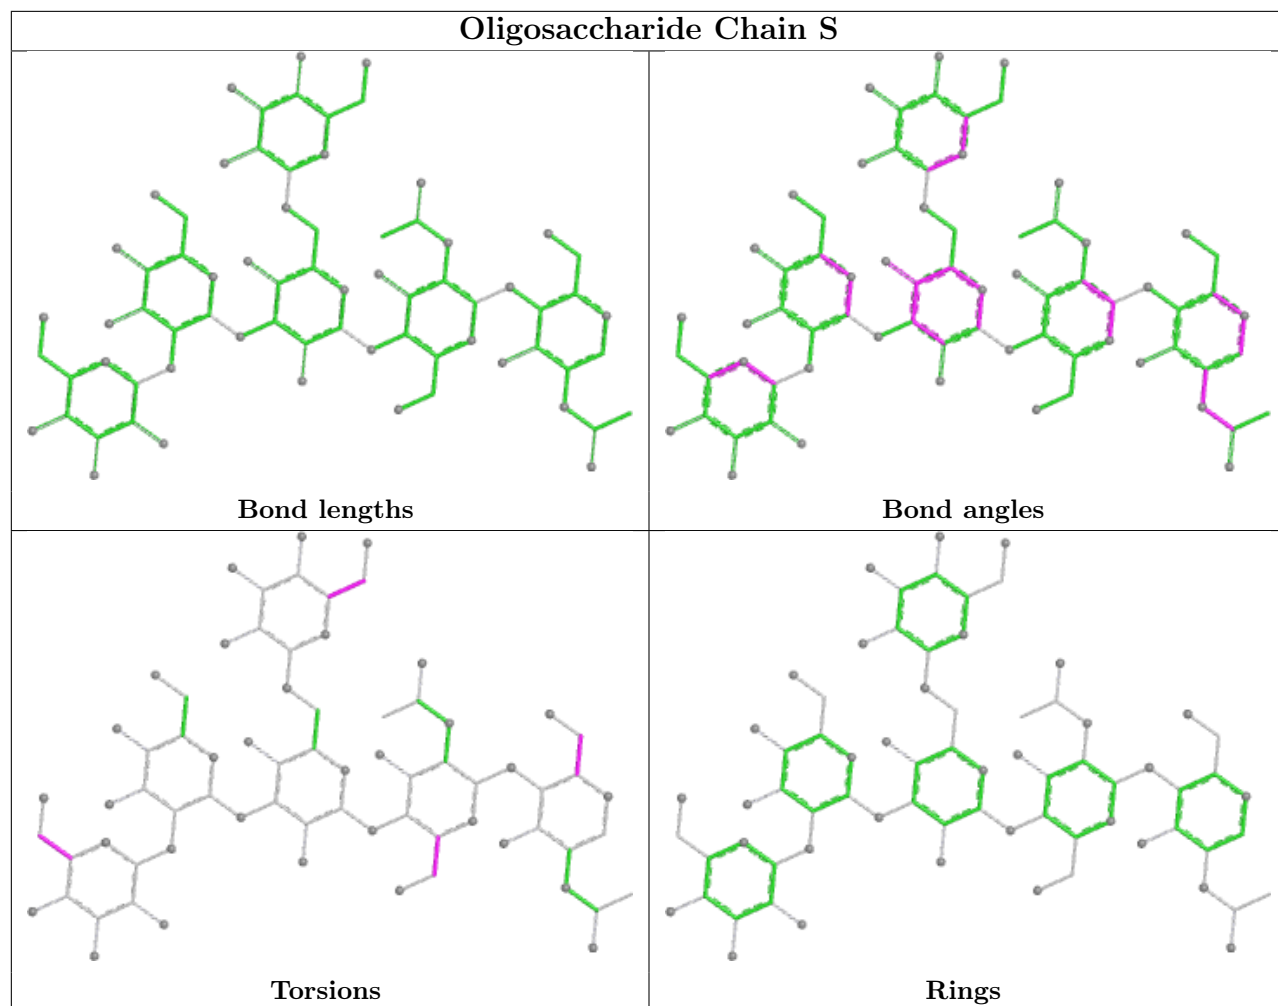 Oligosaccharide Chain S
Bond lengths
Bond angles
Torsions
Rings